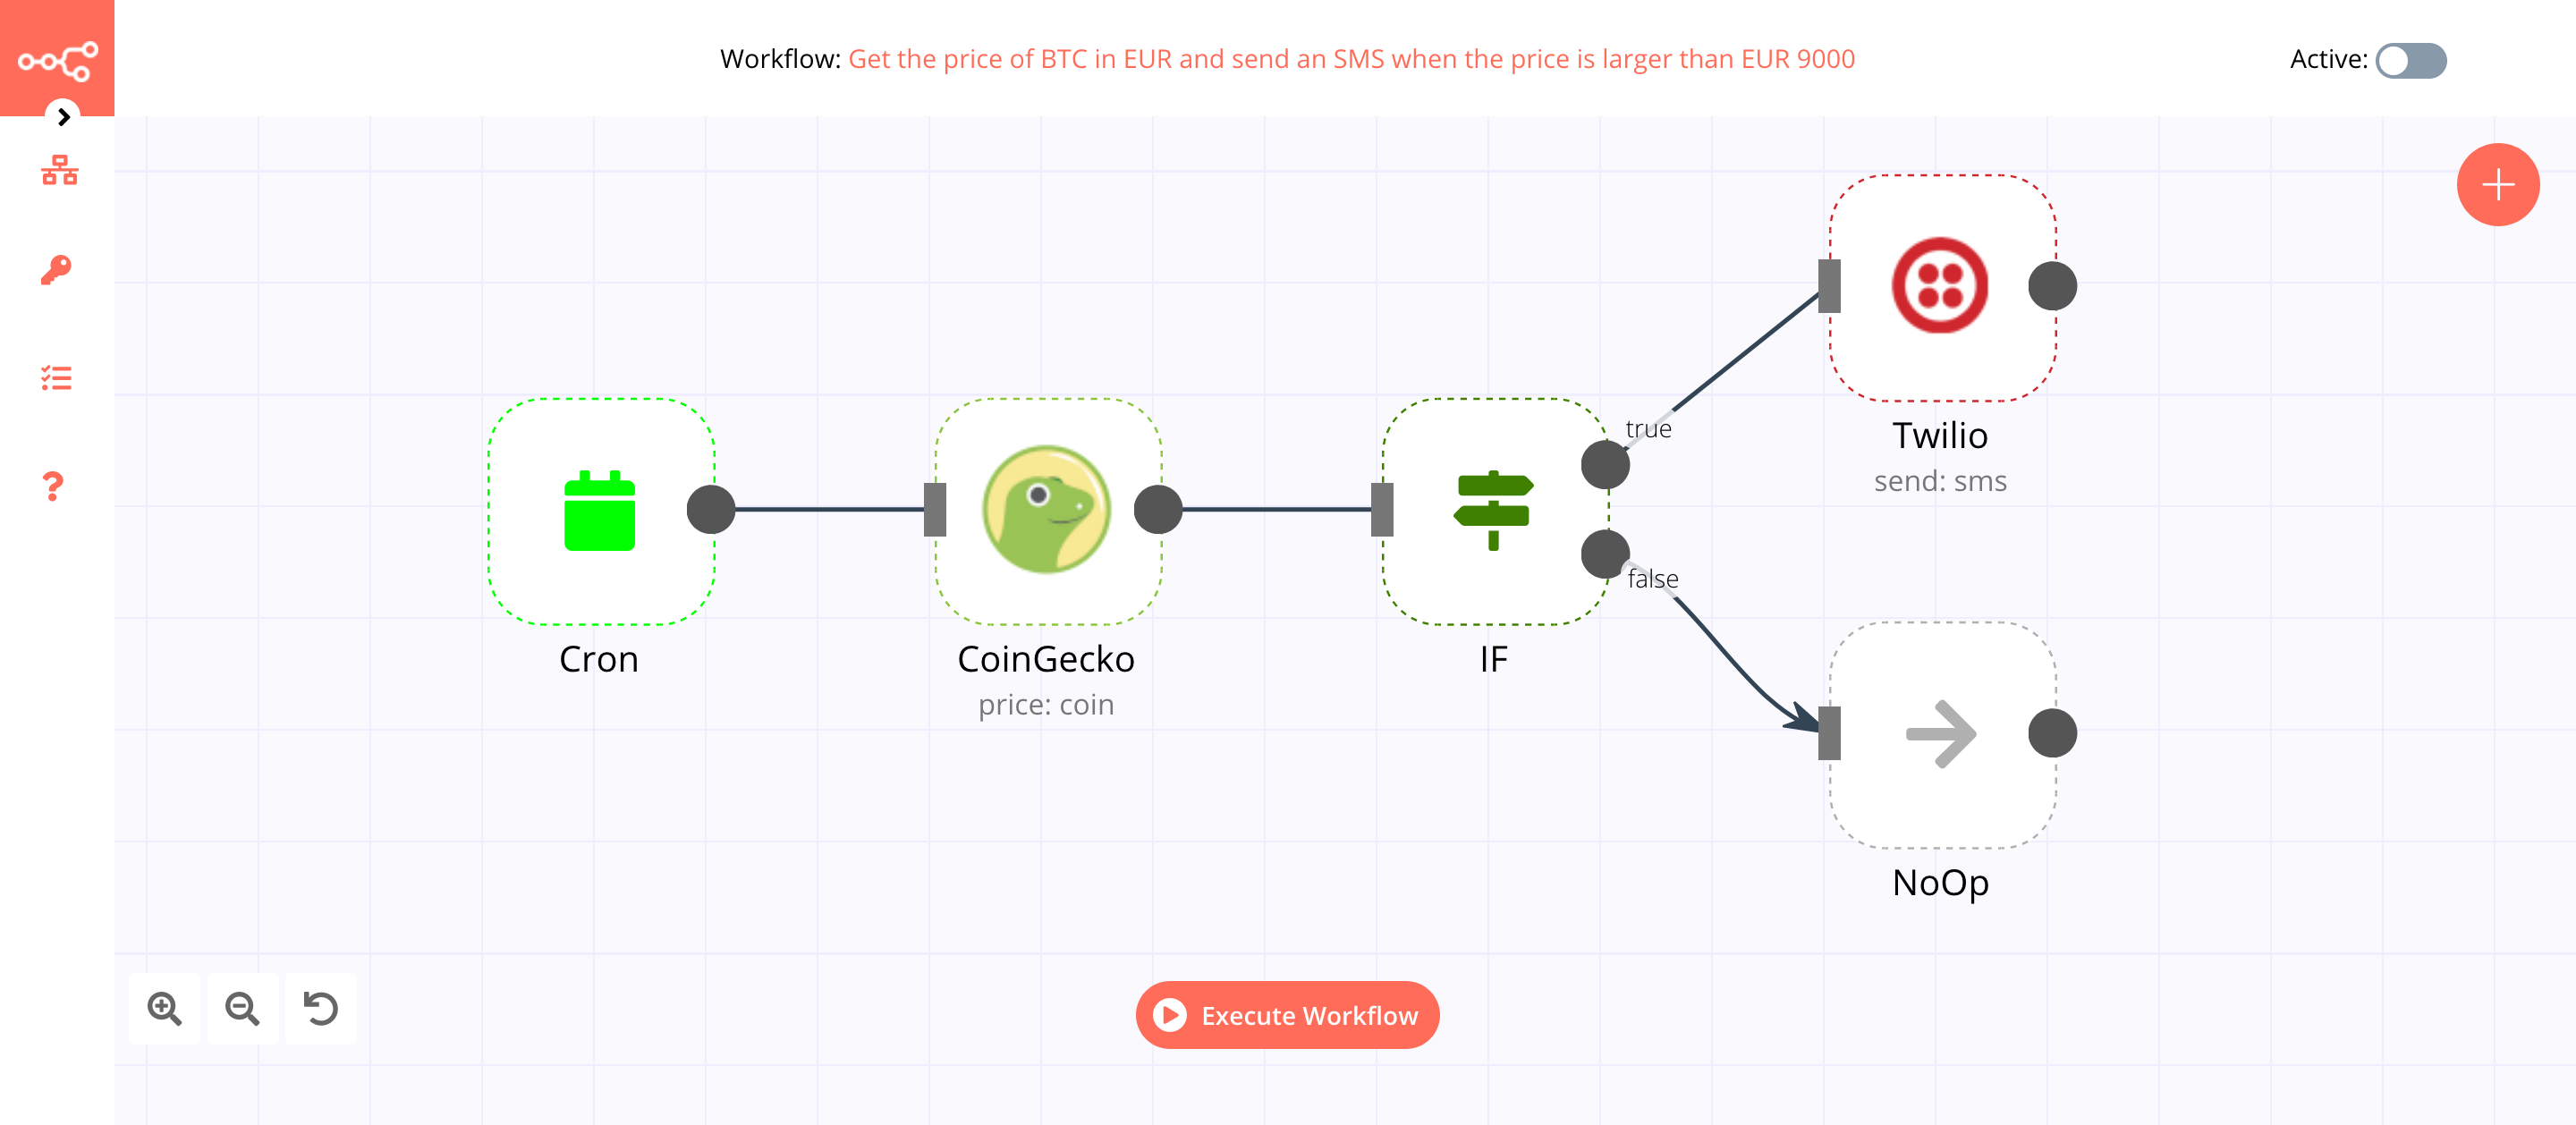 Workflow: Get the price of BTC in EUR and send an SMS when the price is larger than EUR 9000
Active:
true
Twilio
send: sms
false
Cron
CoinGecko
price: coin
IF
NoOp
Execute Workflow